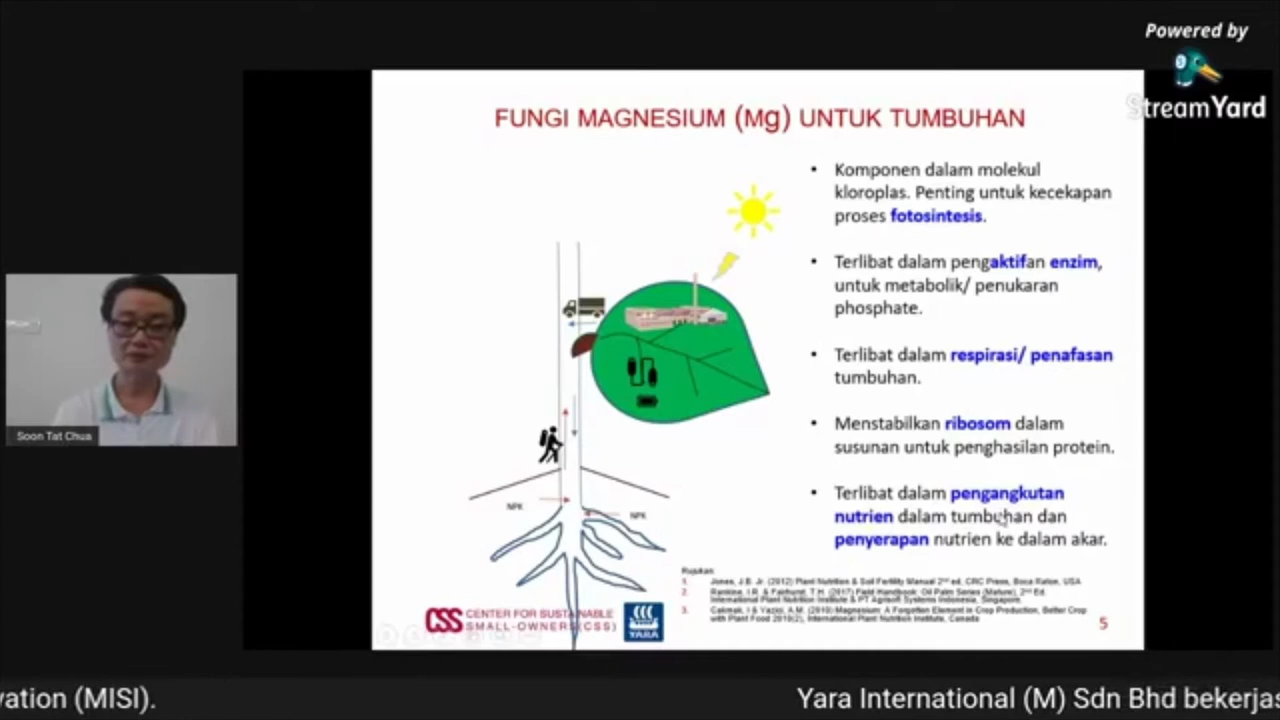 Powered by
StreamYard
FUNGI MAGNESIUM (Mg) UNTUK TUMBUHAN
• Komponen dalam molekul
kloroplas. Penting untuk kecekapan
proses fotosintesis.
• Terlibat dalam pengaktifan enzim,
untuk metabolik/ penukaran
phosphate.
• Terlibat dalam respirasi/ penafasan
tumbuhan.
• Menstabilkan ribosom dalam
susunan untuk penghasilan protein.
• Terlibat dalam pengangkutan
nutrien dalam tumbuhan dan
penyerapan nutrien ke dalam akar.
NPK
NPK
Soon Tat Chua
Rujukan:
1. Jones, J.B. Jr. (2012) Plant Nutrition & Soil Fertility Manual 2nd ed. CRC Press, Boca Raton, USA
2. Rankine, I.R. & Fairhurst, T.H. (2017) Field Handbook: Oil Palm Series (Mature), 2nd Ed.
International Plant Nutrition Institute & PT Agrisoft Systems Indonesia, Singapore.
3. Cakmak, I & Yazici, A.M. (2010) Magnesium: A Forgotten Element in Crop Production, Better Crop
with Plant Food 2010(2), International Plant Nutrition Institute, Canada
CSS CENTER FOR SUSTAINABLE
SMALL-OWNERS(CSS)
YARA
5
vation (MISI).
Yara International (M) Sdn Bhd bekerjas